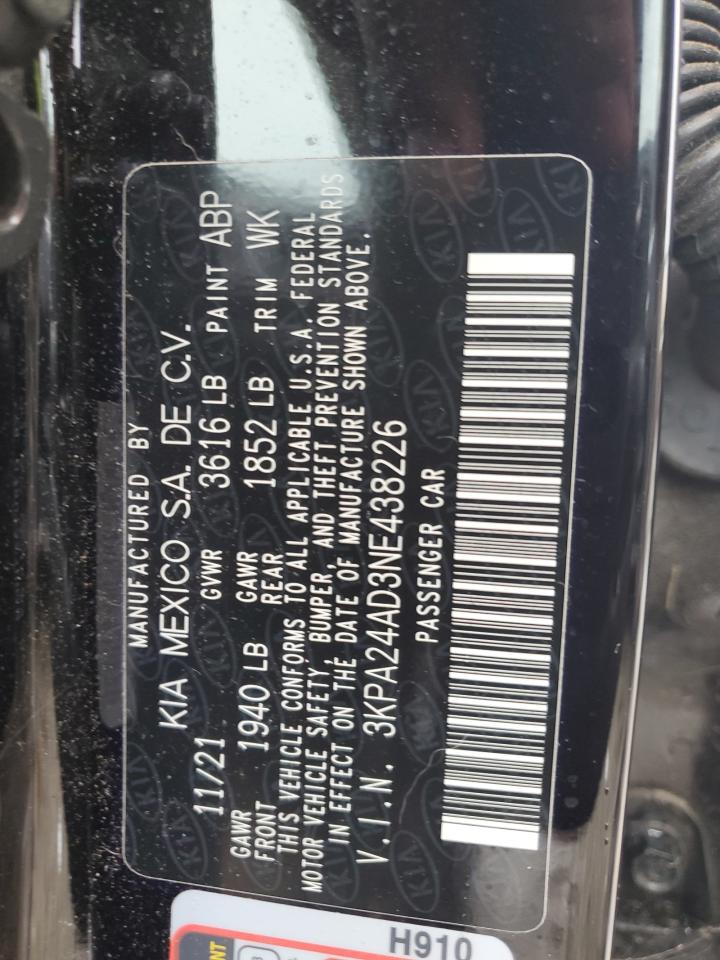 MANUFACTURED BY
KIA MEXICO S.A. DE C.V.
11/21 GVWR 3616 LB PAINT ABP
GAWR FRONT 1940 LB GAWR REAR 1852 LB TRIM WK
THIS VEHICLE CONFORMS TO ALL APPLICABLE U.S.A. FEDERAL
MOTOR VEHICLE SAFETY, BUMPER, AND THEFT PREVENTION STANDARDS
IN EFFECT ON THE DATE OF MANUFACTURE SHOWN ABOVE.
V.I.N. 3KPA24AD3NE438226
PASSENGER CAR
H910